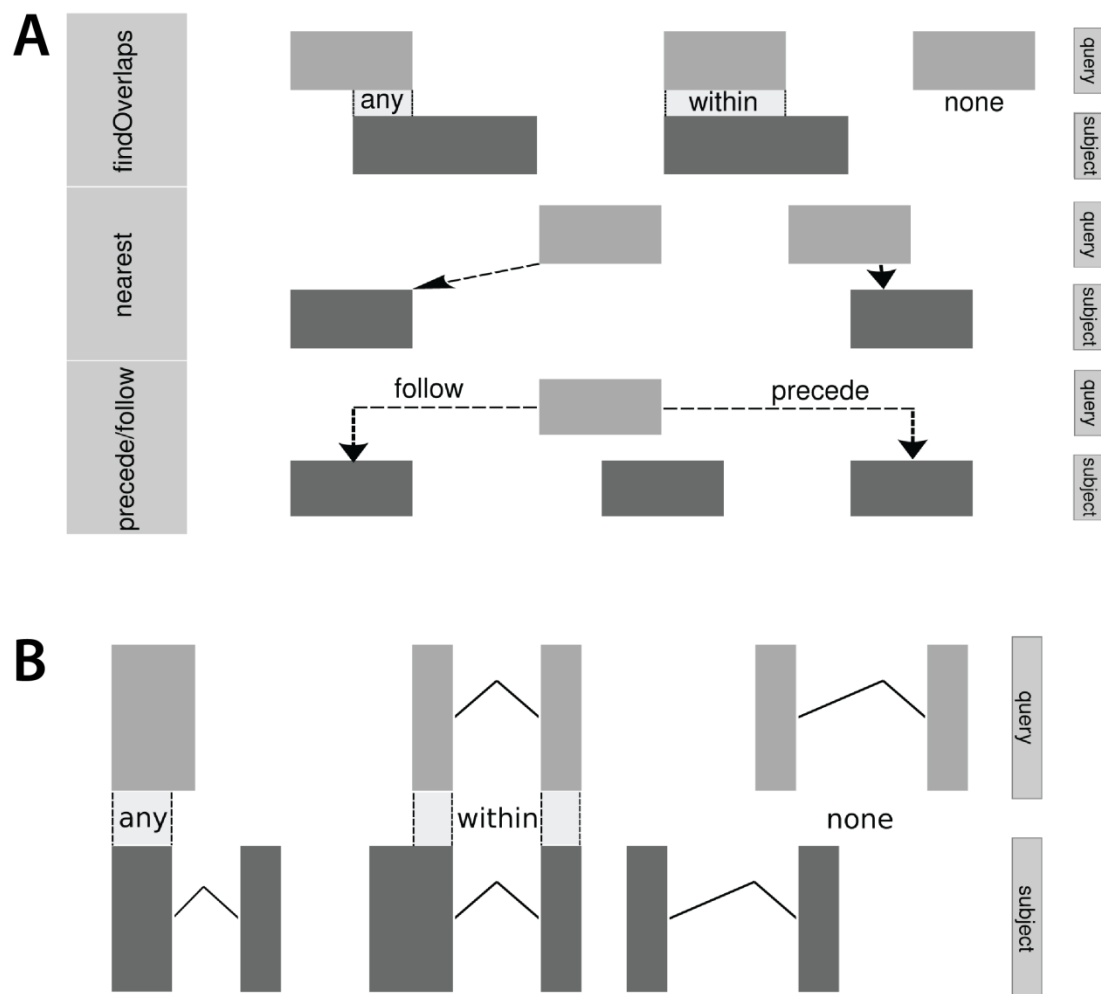 A
findOverlaps
any
within
none
query
subject
nearest
query
subject
precede/follow
follow
precede
query
subject
B
any
within
none
query
subject